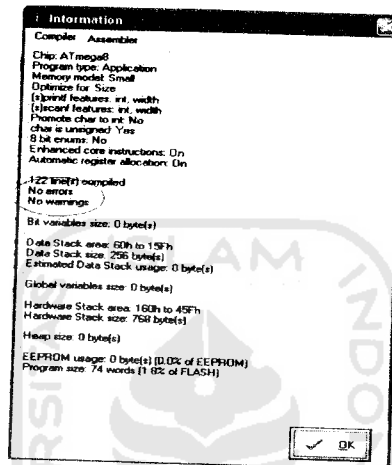 Information
Compiler Assembler
Chip: ATmega8
Program type: Application
Memory model: Small
Optimize for: Size
(s)printf features: int, width
(s)scanf features: int, width
Promote char to int: No
char is unsigned: Yes
8 bit enums: No
Enhanced core instructions: On
Automatic register allocation: On
122 line(s) compiled
No errors
No warnings
Bit variables size: 0 byte(s)
Data Stack area: 60h to 15Fh
Data Stack size: 256 byte(s)
Estimated Data Stack usage: 0 byte(s)
Global variables size: 0 byte(s)
Hardware Stack area: 160h to 45Fh
Hardware Stack size: 768 byte(s)
Heap size: 0 byte(s)
EEPROM usage: 0 byte(s) (0.0% of EEPROM)
Program size: 74 words (1.8% of FLASH)
OK